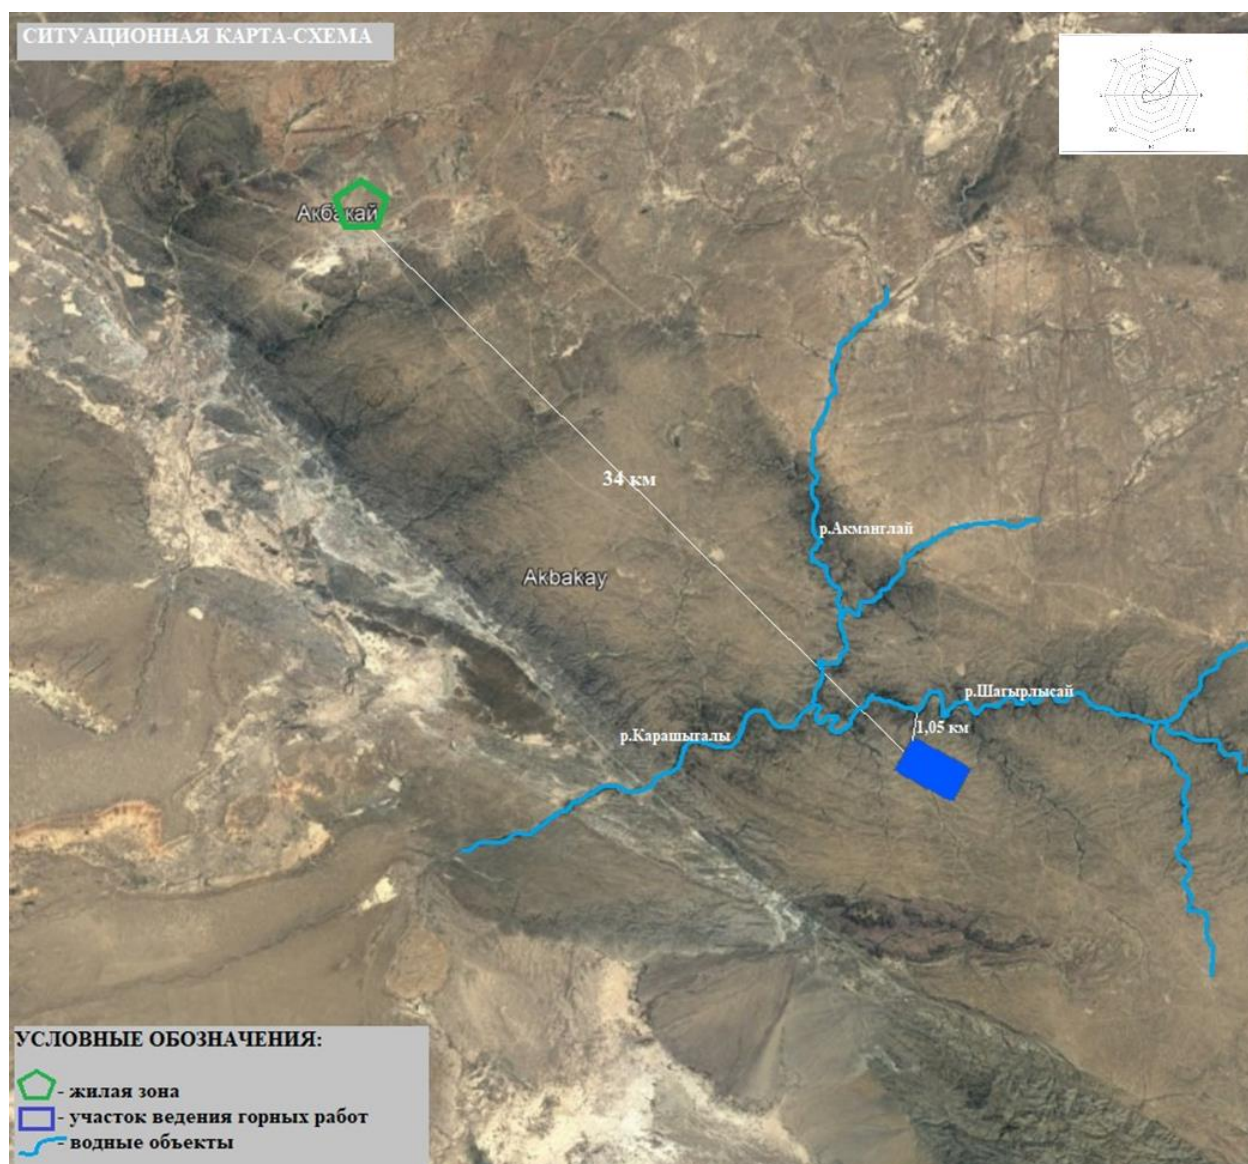 СИТУАЦИОННАЯ КАРТА-СХЕМА
Акбакай
34 км
р.Акманглай
Akbakay
р.Шагырлысай
р.Карашыгалы
1,05 км
УСЛОВНЫЕ ОБОЗНАЧЕНИЯ:
- жилая зона
- участок ведения горных работ
- водные объекты